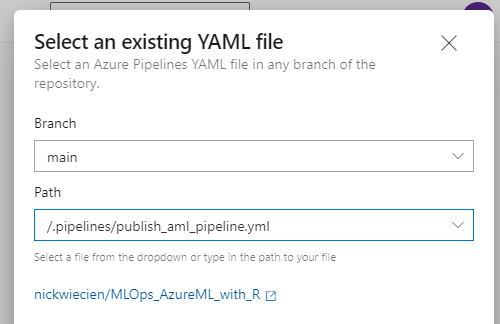 Select an existing YAML file
Select an Azure Pipelines YAML file in any branch of the
repository.
Branch
main
Path
/.pipelines/publish_aml_pipeline.yml
Select a file from the dropdown or type in the path to your file
nickwiecien/MLOps_AzureML_with_R